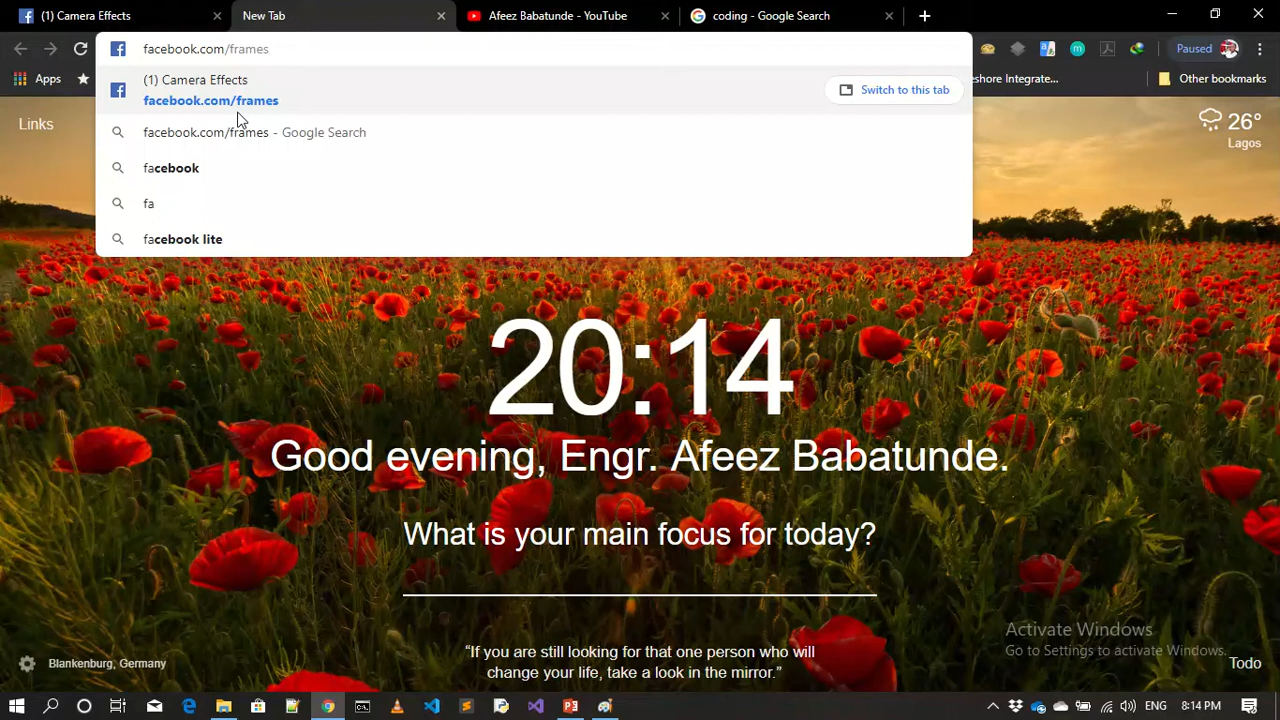 (1) Camera Effects
New Tab
Afeez Babatunde - YouTube
coding - Google Search
facebook.com/frames
Paused
Apps
eshore Integrate...
Other bookmarks
(1) Camera Effects
facebook.com/frames
Switch to this tab
facebook.com/frames - Google Search
facebook
fa
facebook lite
Links
26°
Lagos
20:14
Good evening, Engr. Afeez Babatunde.
What is your main focus for today?
“If you are still looking for that one person who will
change your life, take a look in the mirror.”
Activate Windows
Go to Settings to activate Windows.
Blankenburg, Germany
Todo
ENG
8:14 PM